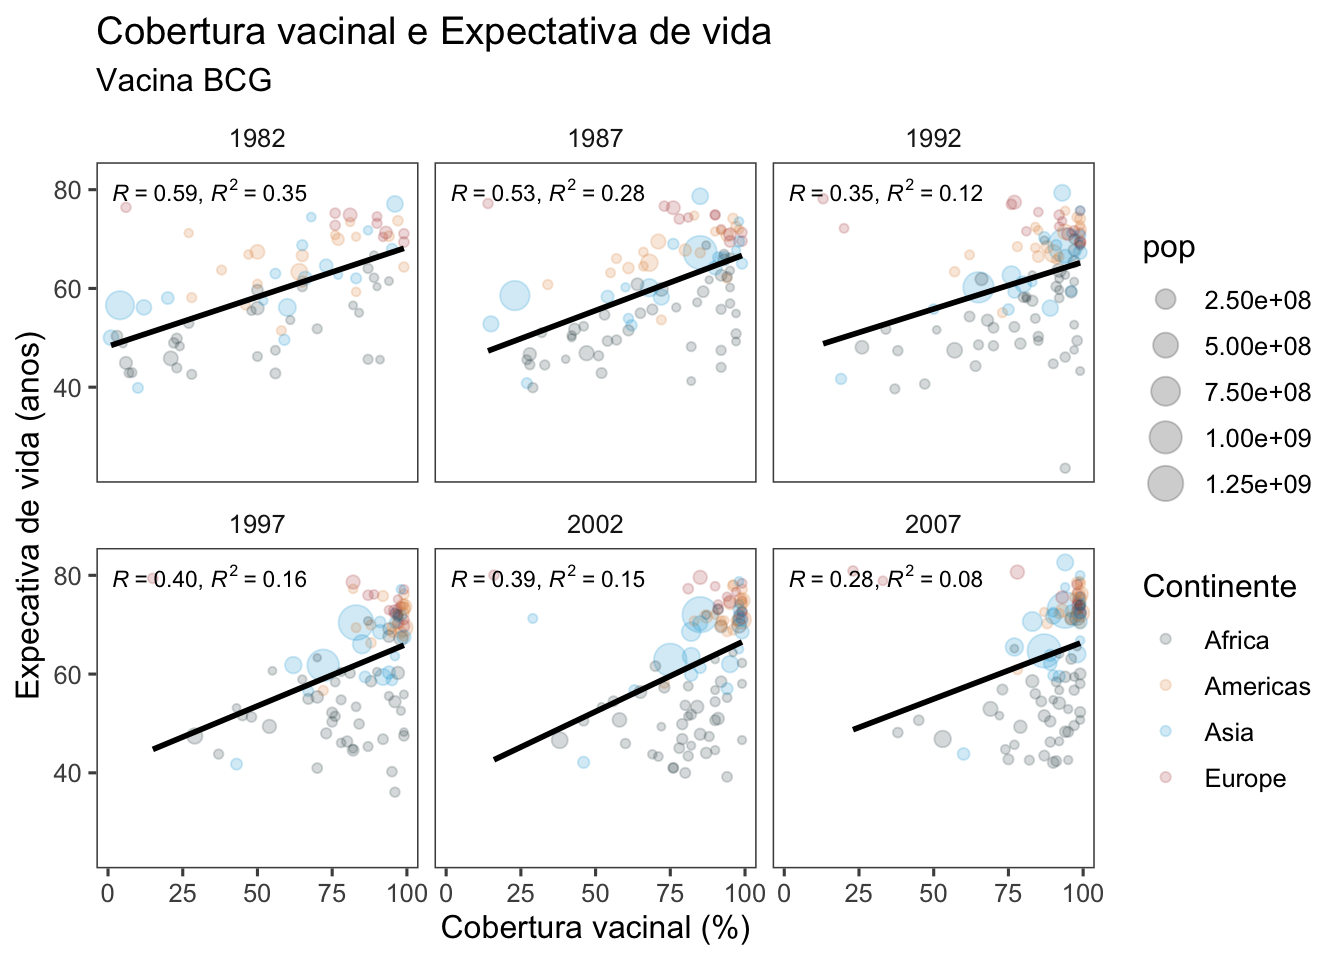 Cobertura vacinal e Expectativa de vida
Vacina BCG
1982 1987 1992
R = 0.59, R² = 0.35 R = 0.53, R² = 0.28 R = 0.35, R² = 0.12
80
60
40
1997 2002 2007
R = 0.40, R² = 0.16 R = 0.39, R² = 0.15 R = 0.28, R² = 0.08
80
60
40
0 25 50 75 100 0 25 50 75 100 0 25 50 75 100
Cobertura vacinal (%)
Expecativa de vida (anos)
pop
2.50e+08
5.00e+08
7.50e+08
1.00e+09
1.25e+09
Continente
Africa
Americas
Asia
Europe